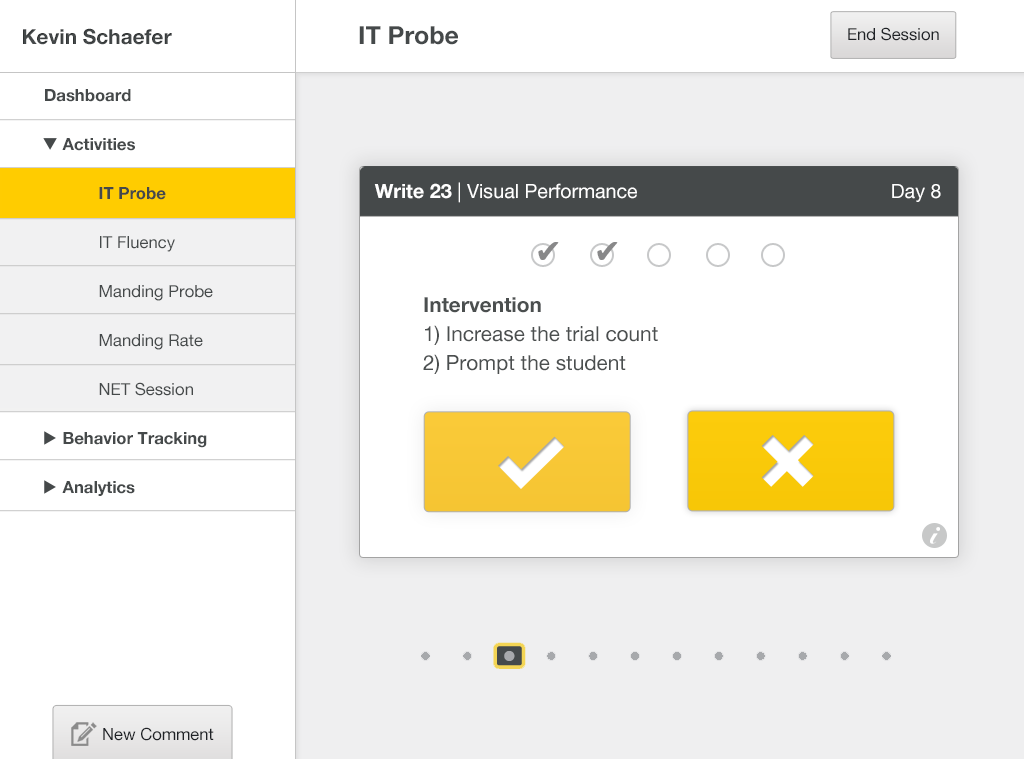 Kevin Schaefer
IT Probe
End Session
Dashboard
Activities
IT Probe
IT Fluency
Manding Probe
Manding Rate
NET Session
Behavior Tracking
Analytics
New Comment
Write 23 | Visual Performance
Day 8
Intervention
1) Increase the trial count
2) Prompt the student
i